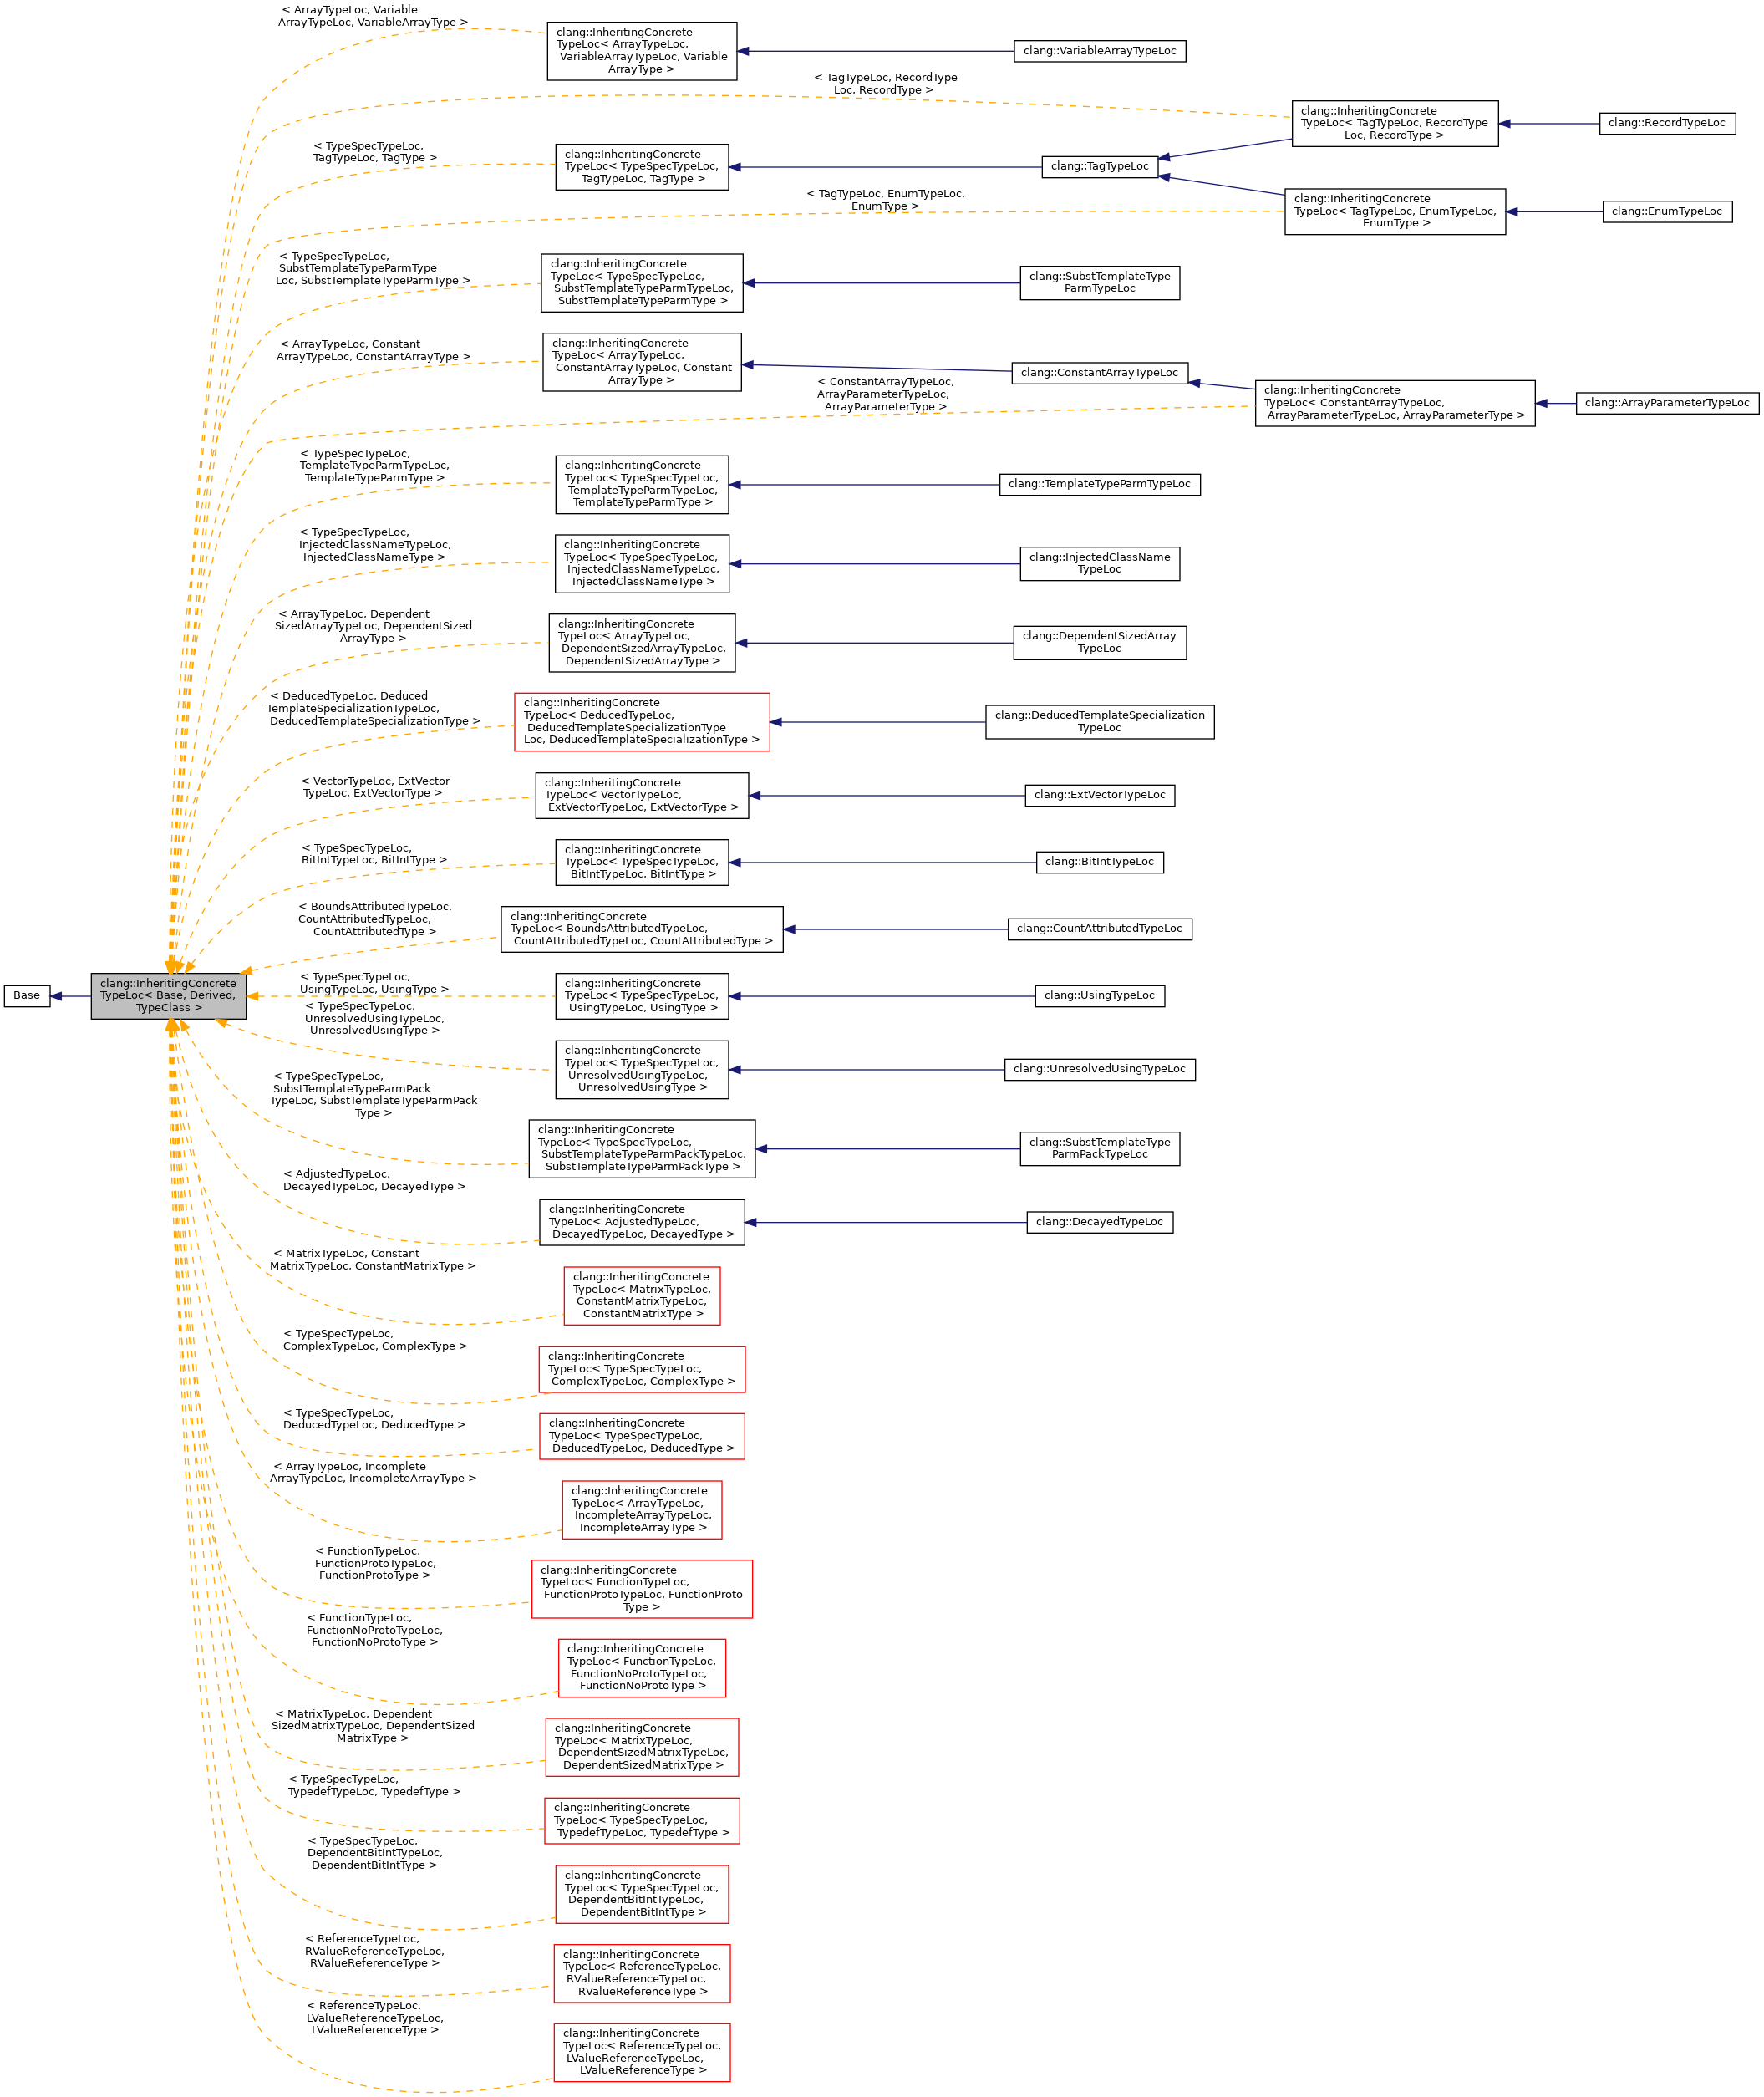 < ArrayTypeLoc, Variable
ArrayTypeLoc, VariableArrayType >
clang::InheritingConcrete
TypeLoc< ArrayTypeLoc,
VariableArrayTypeLoc, Variable
ArrayType >
clang::VariableArrayTypeLoc
< TagTypeLoc, RecordType
Loc, RecordType >
clang::InheritingConcrete
TypeLoc< TagTypeLoc, RecordType
Loc, RecordType >
clang::RecordTypeLoc
< TypeSpecTypeLoc,
TagTypeLoc, TagType >
clang::InheritingConcrete
TypeLoc< TypeSpecTypeLoc,
TagTypeLoc, TagType >
clang::TagTypeLoc
< TagTypeLoc, EnumTypeLoc,
EnumType >
clang::InheritingConcrete
TypeLoc< TagTypeLoc, EnumTypeLoc,
EnumType >
clang::EnumTypeLoc
< TypeSpecTypeLoc,
SubstTemplateTypeParmType
Loc, SubstTemplateTypeParmType >
clang::InheritingConcrete
TypeLoc< TypeSpecTypeLoc,
SubstTemplateTypeParmTypeLoc,
SubstTemplateTypeParmType >
clang::SubstTemplateType
ParmTypeLoc
< ArrayTypeLoc, Constant
ArrayTypeLoc, ConstantArrayType >
clang::InheritingConcrete
TypeLoc< ArrayTypeLoc,
ConstantArrayTypeLoc, Constant
ArrayType >
clang::ConstantArrayTypeLoc
< ConstantArrayTypeLoc,
ArrayParameterTypeLoc,
ArrayParameterType >
clang::InheritingConcrete
TypeLoc< ConstantArrayTypeLoc,
ArrayParameterTypeLoc, ArrayParameterType >
clang::ArrayParameterTypeLoc
< TypeSpecTypeLoc,
TemplateTypeParmTypeLoc,
TemplateTypeParmType >
clang::InheritingConcrete
TypeLoc< TypeSpecTypeLoc,
TemplateTypeParmTypeLoc,
TemplateTypeParmType >
clang::TemplateTypeParmTypeLoc
< TypeSpecTypeLoc,
InjectedClassNameTypeLoc,
InjectedClassNameType >
clang::InheritingConcrete
TypeLoc< TypeSpecTypeLoc,
InjectedClassNameTypeLoc,
InjectedClassNameType >
clang::InjectedClassName
TypeLoc
< ArrayTypeLoc, Dependent
SizedArrayTypeLoc, DependentSized
ArrayType >
clang::InheritingConcrete
TypeLoc< ArrayTypeLoc,
DependentSizedArrayTypeLoc,
DependentSizedArrayType >
clang::DependentSizedArray
TypeLoc
< DeducedTypeLoc, Deduced
TemplateSpecializationTypeLoc,
DeducedTemplateSpecializationType >
clang::InheritingConcrete
TypeLoc< DeducedTypeLoc,
DeducedTemplateSpecializationType
Loc, DeducedTemplateSpecializationType >
clang::DeducedTemplateSpecialization
TypeLoc
< VectorTypeLoc, ExtVector
TypeLoc, ExtVectorType >
clang::InheritingConcrete
TypeLoc< VectorTypeLoc,
ExtVectorTypeLoc, ExtVectorType >
clang::ExtVectorTypeLoc
< TypeSpecTypeLoc,
BitIntTypeLoc, BitIntType >
clang::InheritingConcrete
TypeLoc< TypeSpecTypeLoc,
BitIntTypeLoc, BitIntType >
clang::BitIntTypeLoc
< BoundsAttributedTypeLoc,
CountAttributedTypeLoc,
CountAttributedType >
clang::InheritingConcrete
TypeLoc< BoundsAttributedTypeLoc,
CountAttributedTypeLoc, CountAttributedType >
clang::CountAttributedTypeLoc
Base
clang::InheritingConcrete
TypeLoc< Base, Derived,
TypeClass >
< TypeSpecTypeLoc,
UsingTypeLoc, UsingType >
clang::InheritingConcrete
TypeLoc< TypeSpecTypeLoc,
UsingTypeLoc, UsingType >
clang::UsingTypeLoc
< TypeSpecTypeLoc,
UnresolvedUsingTypeLoc,
UnresolvedUsingType >
clang::InheritingConcrete
TypeLoc< TypeSpecTypeLoc,
UnresolvedUsingTypeLoc,
UnresolvedUsingType >
clang::UnresolvedUsingTypeLoc
< TypeSpecTypeLoc,
SubstTemplateTypeParmPack
TypeLoc, SubstTemplateTypeParmPack
Type >
clang::InheritingConcrete
TypeLoc< TypeSpecTypeLoc,
SubstTemplateTypeParmPackTypeLoc,
SubstTemplateTypeParmPackType >
clang::SubstTemplateType
ParmPackTypeLoc
< AdjustedTypeLoc,
DecayedTypeLoc, DecayedType >
clang::InheritingConcrete
TypeLoc< AdjustedTypeLoc,
DecayedTypeLoc, DecayedType >
clang::DecayedTypeLoc
< MatrixTypeLoc, Constant
MatrixTypeLoc, ConstantMatrixType >
clang::InheritingConcrete
TypeLoc< MatrixTypeLoc,
ConstantMatrixTypeLoc,
ConstantMatrixType >
< TypeSpecTypeLoc,
ComplexTypeLoc, ComplexType >
clang::InheritingConcrete
TypeLoc< TypeSpecTypeLoc,
ComplexTypeLoc, ComplexType >
< TypeSpecTypeLoc,
DeducedTypeLoc, DeducedType >
clang::InheritingConcrete
TypeLoc< TypeSpecTypeLoc,
DeducedTypeLoc, DeducedType >
< ArrayTypeLoc, Incomplete
ArrayTypeLoc, IncompleteArrayType >
clang::InheritingConcrete
TypeLoc< ArrayTypeLoc,
IncompleteArrayTypeLoc,
IncompleteArrayType >
< FunctionTypeLoc,
FunctionProtoTypeLoc,
FunctionProtoType >
clang::InheritingConcrete
TypeLoc< FunctionTypeLoc,
FunctionProtoTypeLoc, FunctionProto
Type >
< FunctionTypeLoc,
FunctionNoProtoTypeLoc,
FunctionNoProtoType >
clang::InheritingConcrete
TypeLoc< FunctionTypeLoc,
FunctionNoProtoTypeLoc,
FunctionNoProtoType >
< MatrixTypeLoc, Dependent
SizedMatrixTypeLoc, DependentSized
MatrixType >
clang::InheritingConcrete
TypeLoc< MatrixTypeLoc,
DependentSizedMatrixTypeLoc,
DependentSizedMatrixType >
< TypeSpecTypeLoc,
TypedefTypeLoc, TypedefType >
clang::InheritingConcrete
TypeLoc< TypeSpecTypeLoc,
TypedefTypeLoc, TypedefType >
< TypeSpecTypeLoc,
DependentBitIntTypeLoc,
DependentBitIntType >
clang::InheritingConcrete
TypeLoc< TypeSpecTypeLoc,
DependentBitIntTypeLoc,
DependentBitIntType >
< ReferenceTypeLoc,
RValueReferenceTypeLoc,
RValueReferenceType >
clang::InheritingConcrete
TypeLoc< ReferenceTypeLoc,
RValueReferenceTypeLoc,
RValueReferenceType >
< ReferenceTypeLoc,
LValueReferenceTypeLoc,
LValueReferenceType >
clang::InheritingConcrete
TypeLoc< ReferenceTypeLoc,
LValueReferenceTypeLoc,
LValueReferenceType >